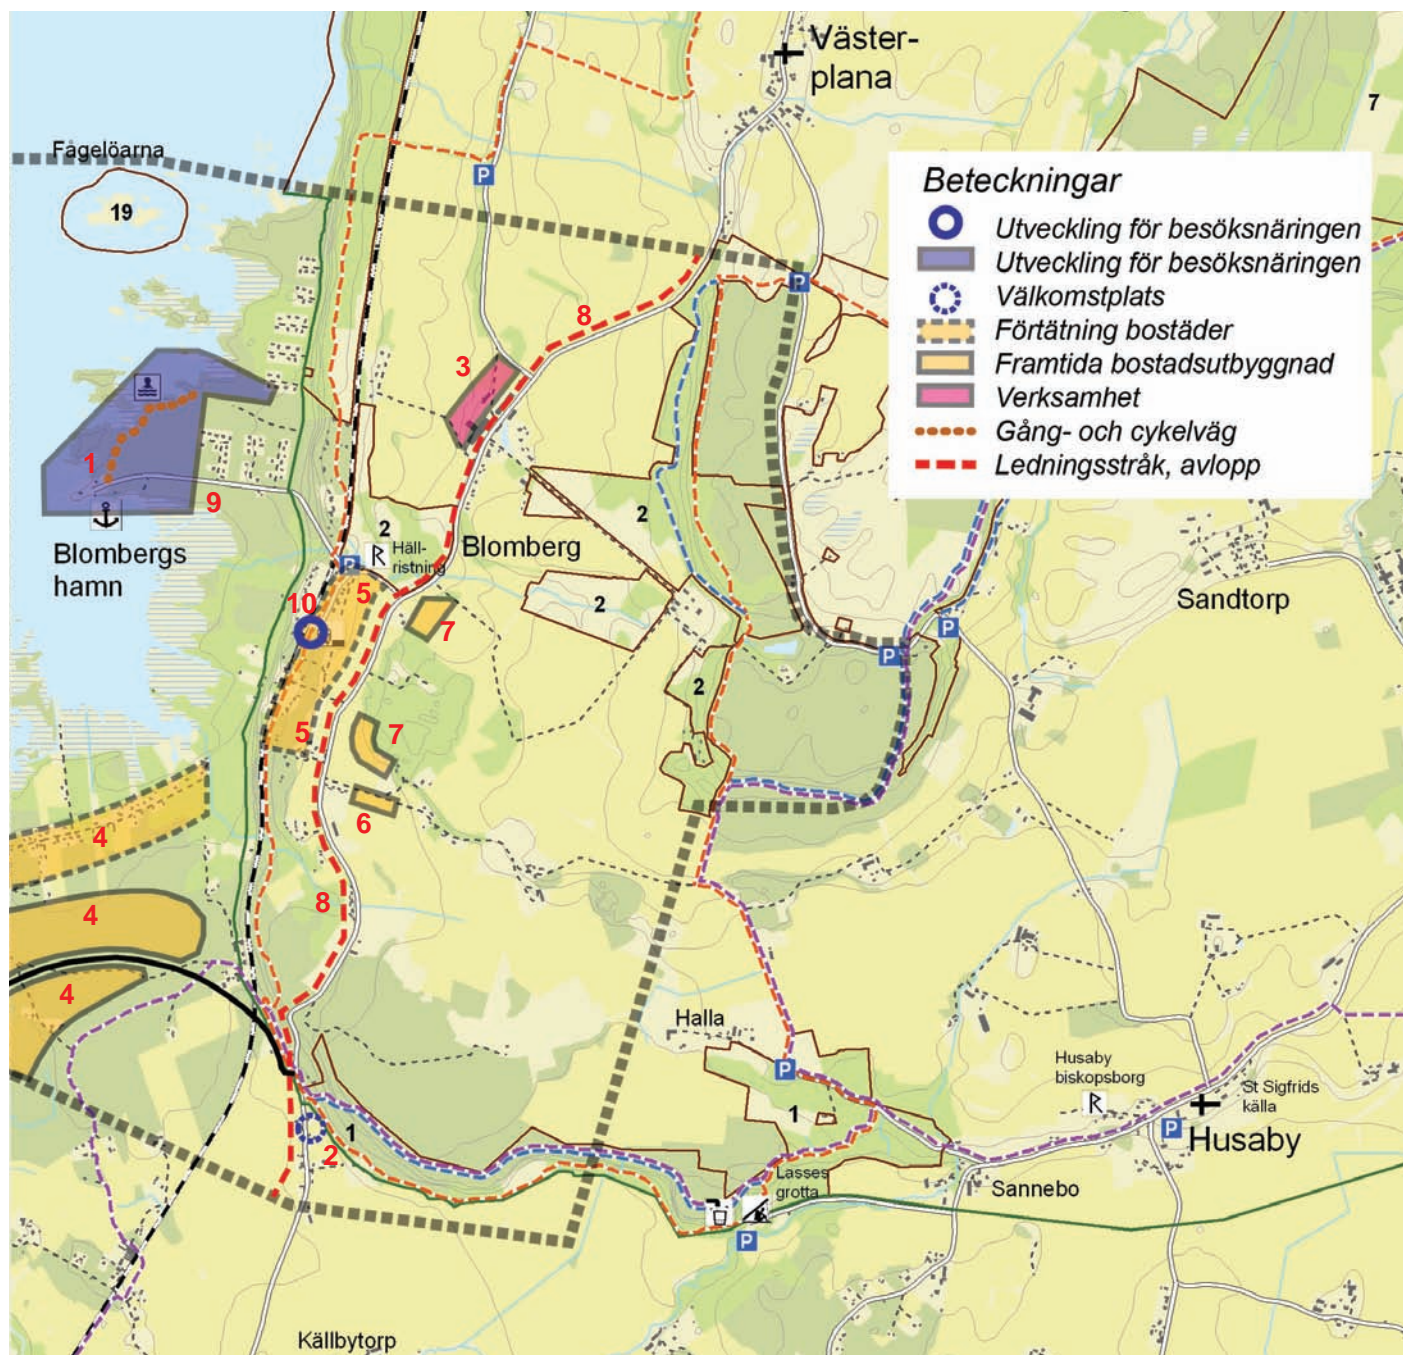 Väster-
plana
7
Fågelöarna
19
Beteckningar
Utveckling för besöksnäringen
Utveckling för besöksnäringen
Välkomstplats
Förtätning bostäder
Framtida bostadsutbyggnad
Verksamhet
Gång- och cykelväg
Ledningsstråk, avlopp
P
P
8
3
1
9
Blombergs
hamn
2
Häll-
ristning
R
Blomberg
2
P
5
10
7
2
Sandtorp
P
P
2
5
7
6
4
4
8
4
Halla
P
Husaby
biskopsborg
R
St Sigfrids
källa
1
P
Husaby
1
2
Lasses
grotta
Sannebo
P
Källbytorp